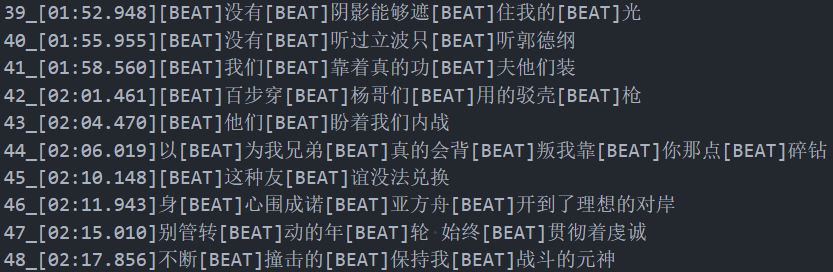 39_[01:52.948][BEAT]没有[BEAT]阴影能够遮[BEAT]住我的[BEAT]光
40_[01:55.955][BEAT]没有[BEAT]听过立波只[BEAT]听郭德纲
41_[01:58.560][BEAT]我们[BEAT]靠着真的功[BEAT]夫他们装
42_[02:01.461][BEAT]百步穿[BEAT]杨哥们[BEAT]用的驳壳[BEAT]枪
43_[02:04.470][BEAT]他们[BEAT]盼着我们内战
44_[02:06.019]以[BEAT]为我兄弟[BEAT]真的会背[BEAT]叛我靠[BEAT]你那点[BEAT]碎钻
45_[02:10.148][BEAT]这种友[BEAT]谊没法兑换
46_[02:11.943]身[BEAT]心围成诺[BEAT]亚方舟[BEAT]开到了理想的对岸
47_[02:15.010]别管转[BEAT]动的年[BEAT]轮 始终[BEAT]贯彻着虔诚
48_[02:17.856]不断[BEAT]撞击的[BEAT]保持我[BEAT]战斗的元神